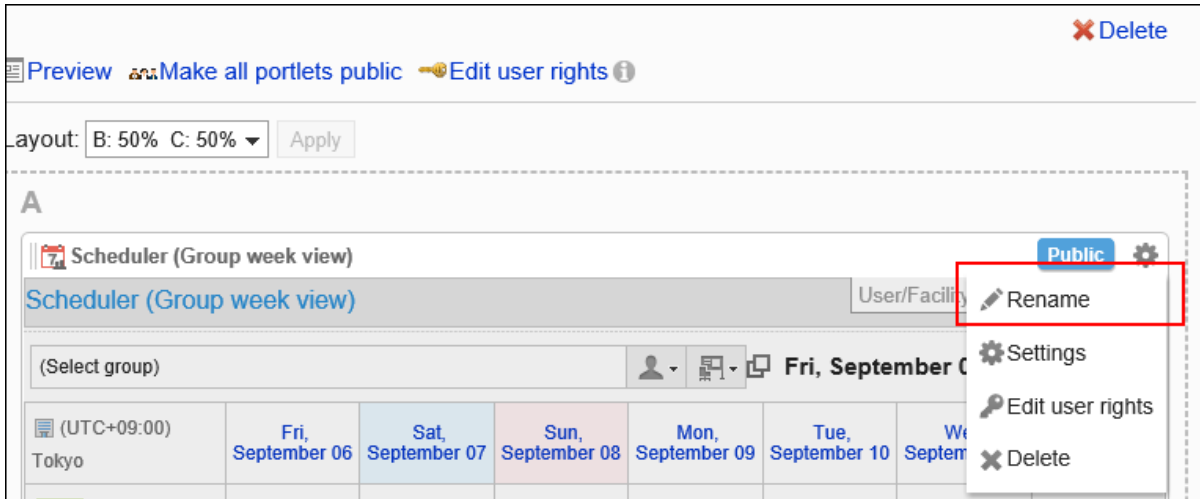 Delete
Preview Make all portlets public Edit user rights
Layout: B: 50% C: 50% Apply
A
Scheduler (Group week view) Public
Scheduler (Group week view) User/Facility
Rename
(Select group) Fri, September 0
Settings
Edit user rights
Delete
(UTC+09:00)
Tokyo
Fri,
September 06
Sat,
September 07
Sun,
September 08
Mon,
September 09
Tue,
September 10
We
Septem